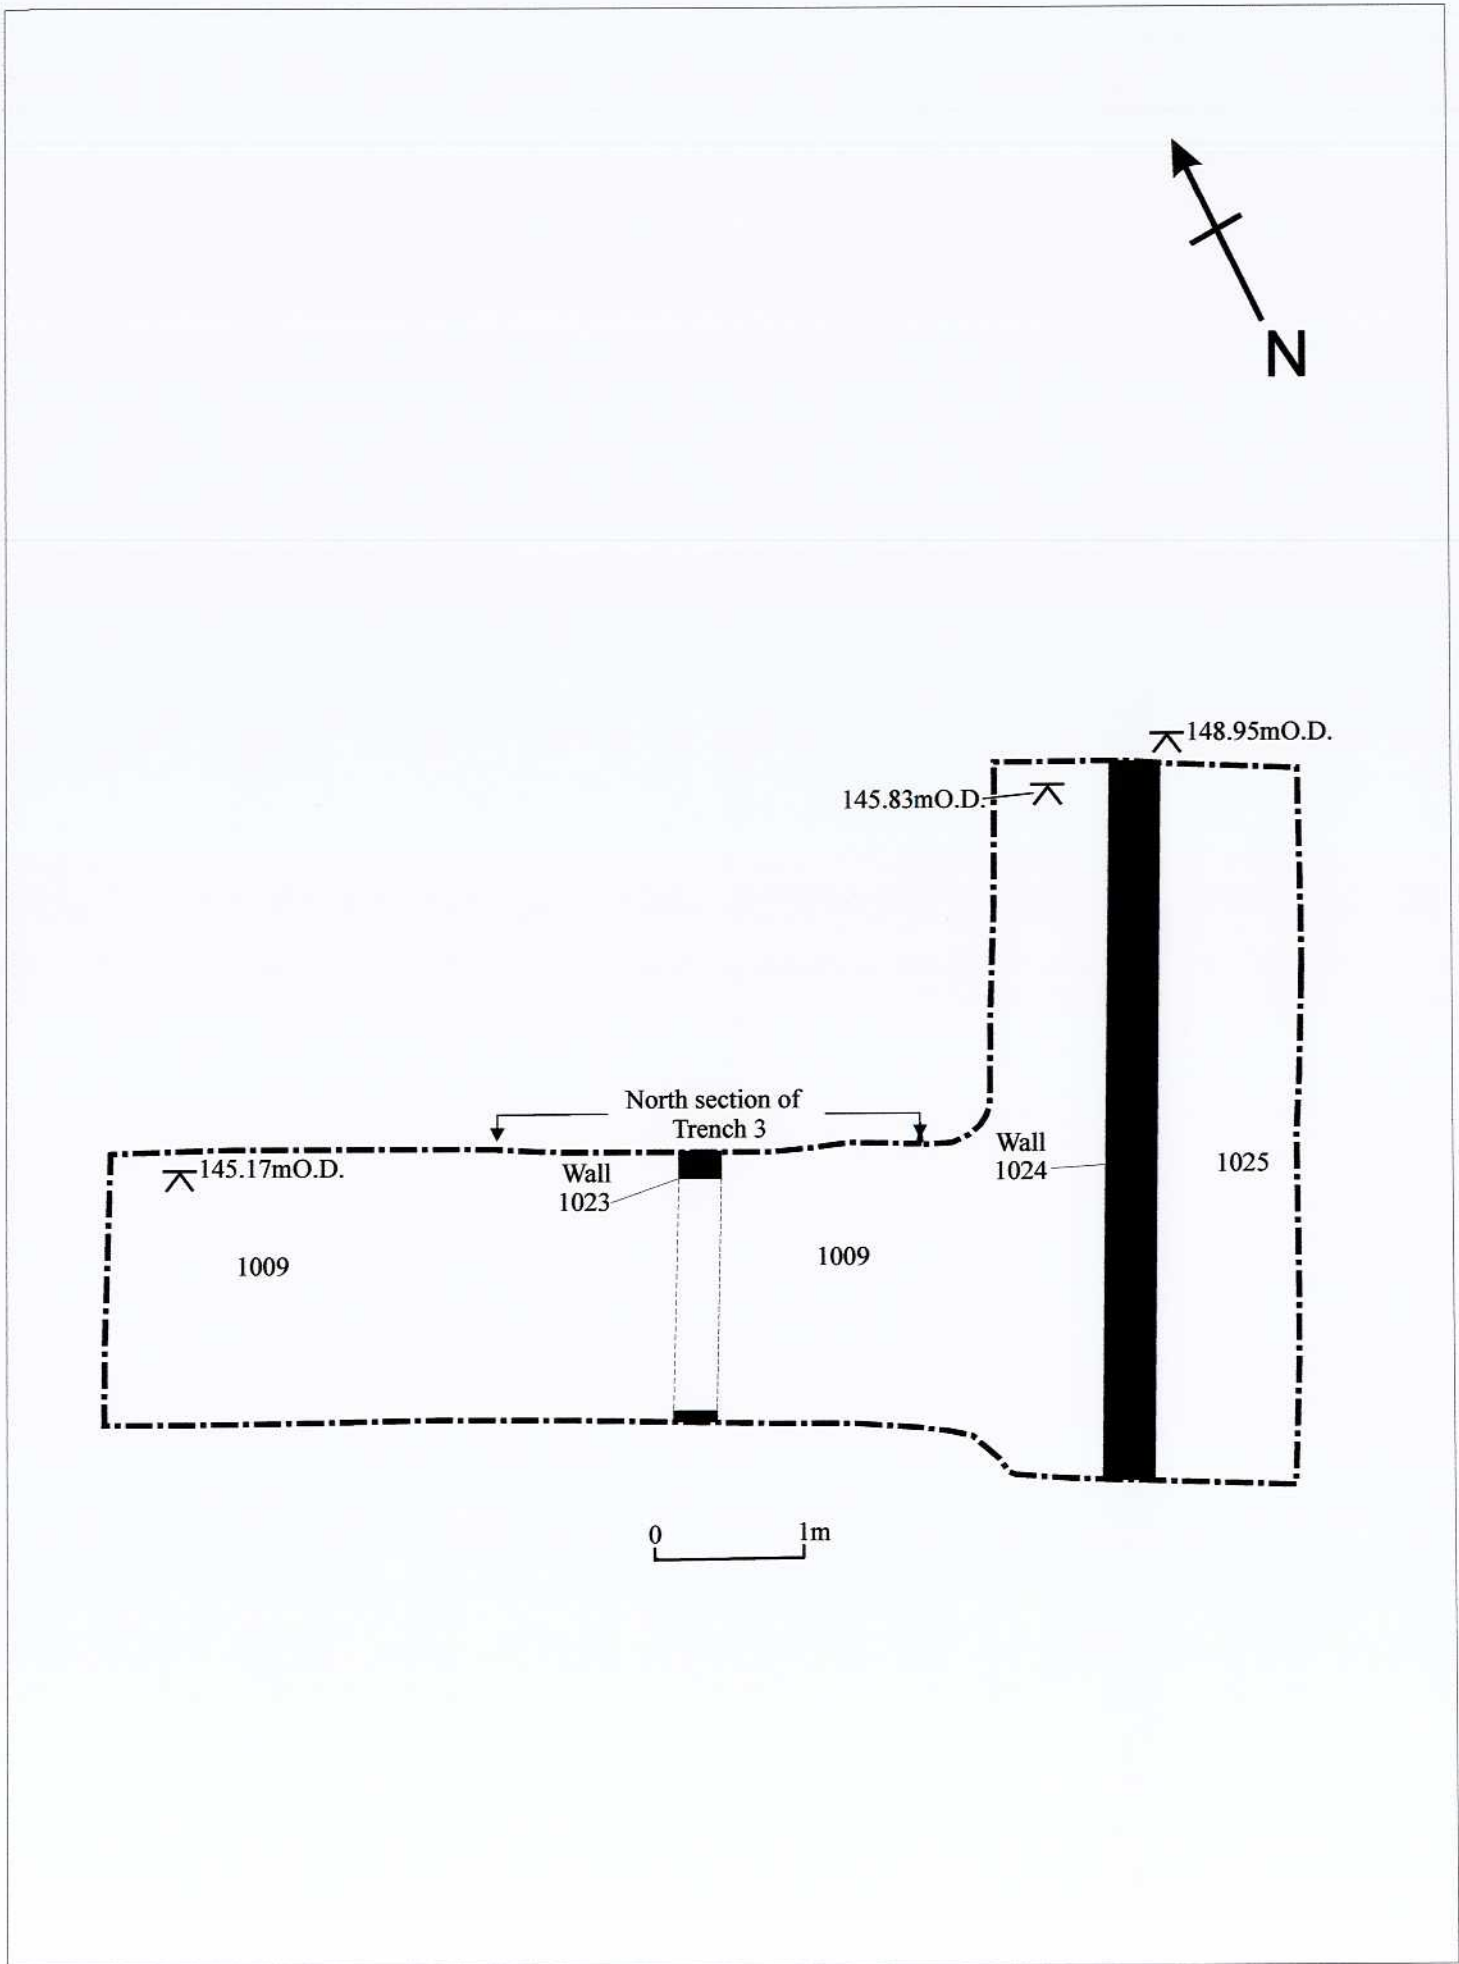 N
148.95mO.D.
145.83mO.D.
North section of
Trench 3
145.17mO.D.
Wall
1023
Wall
1024
1025
1009
1009
0 1m